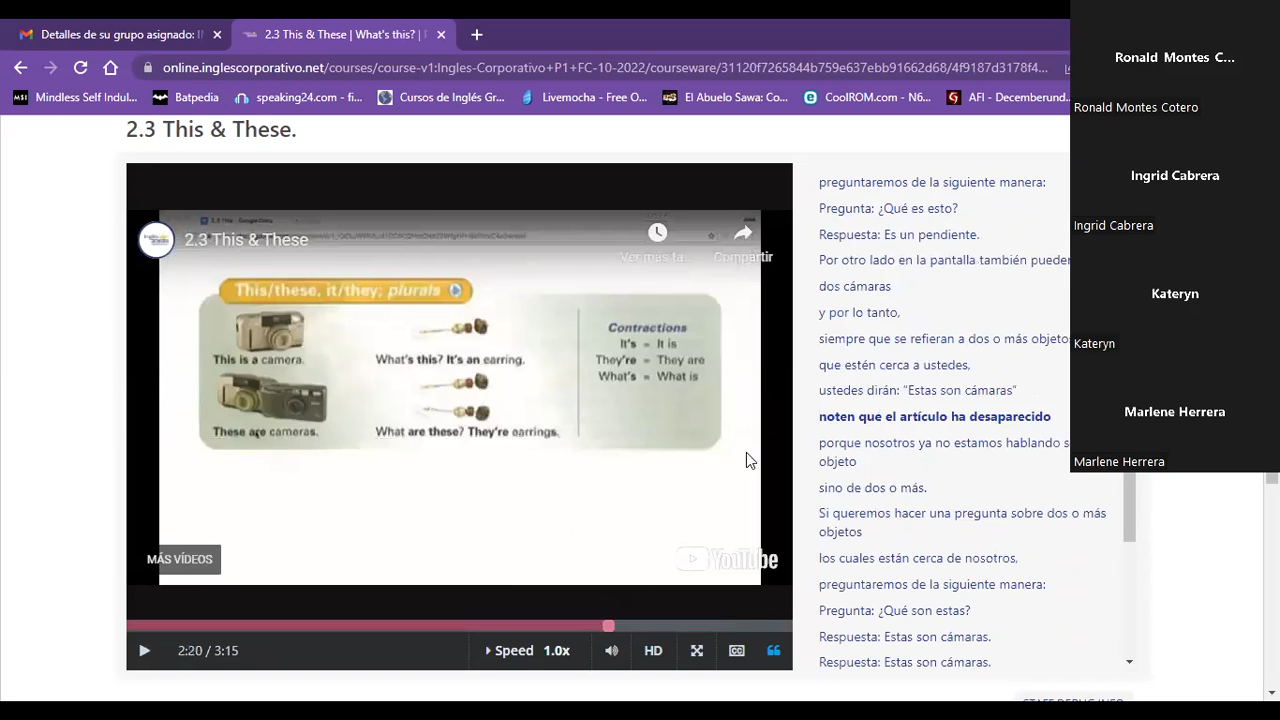 Detalles de su grupo asignado: I
2.3 This & These | What's this? |
online.inglescorporativo.net/courses/course-v1:Ingles-Corporativo+P1+FC-10-2022/courseware/31120f7265844b759e637ebb91662d68/4f9187d3178f4...
MSI Mindless Self Indul...
Batpedia
speaking24.com - fi...
Cursos de Inglés Gr...
Livemocha - Free O...
El Abuelo Sawa: Co...
CoolROM.com - N6...
AFI - Decemberund...
2.3 This & These.
2.3 This & These
Ver más ta...
Compartir
This/these, it/they; plurals
This is a camera.
What's this? It's an earring.
These are cameras.
What are these? They're earrings.
Contractions
It's = It is
They're = They are
What's = What is
MÁS VÍDEOS
YouTube
2:20 / 3:15
Speed 1.0x
HD
preguntaremos de la siguiente manera:
Pregunta: ¿Qué es esto?
Respuesta: Es un pendiente.
Por otro lado en la pantalla también pueden
dos cámaras
y por lo tanto,
siempre que se refieran a dos o más objetos
que estén cerca a ustedes,
ustedes dirán: “Estas son cámaras”
noten que el artículo ha desaparecido
porque nosotros ya no estamos hablando
objeto
sino de dos o más.
Si queremos hacer una pregunta sobre dos o más
objetos
los cuales están cerca de nosotros,
preguntaremos de la siguiente manera:
Pregunta: ¿Qué son estas?
Respuesta: Estas son cámaras.
Respuesta: Estas son cámaras.
STAFF DEBUG INFO
Ronald Montes C...
Ronald Montes Cotero
Ingrid Cabrera
Ingrid Cabrera
Kateryn
Kateryn
Marlene Herrera
Marlene Herrera